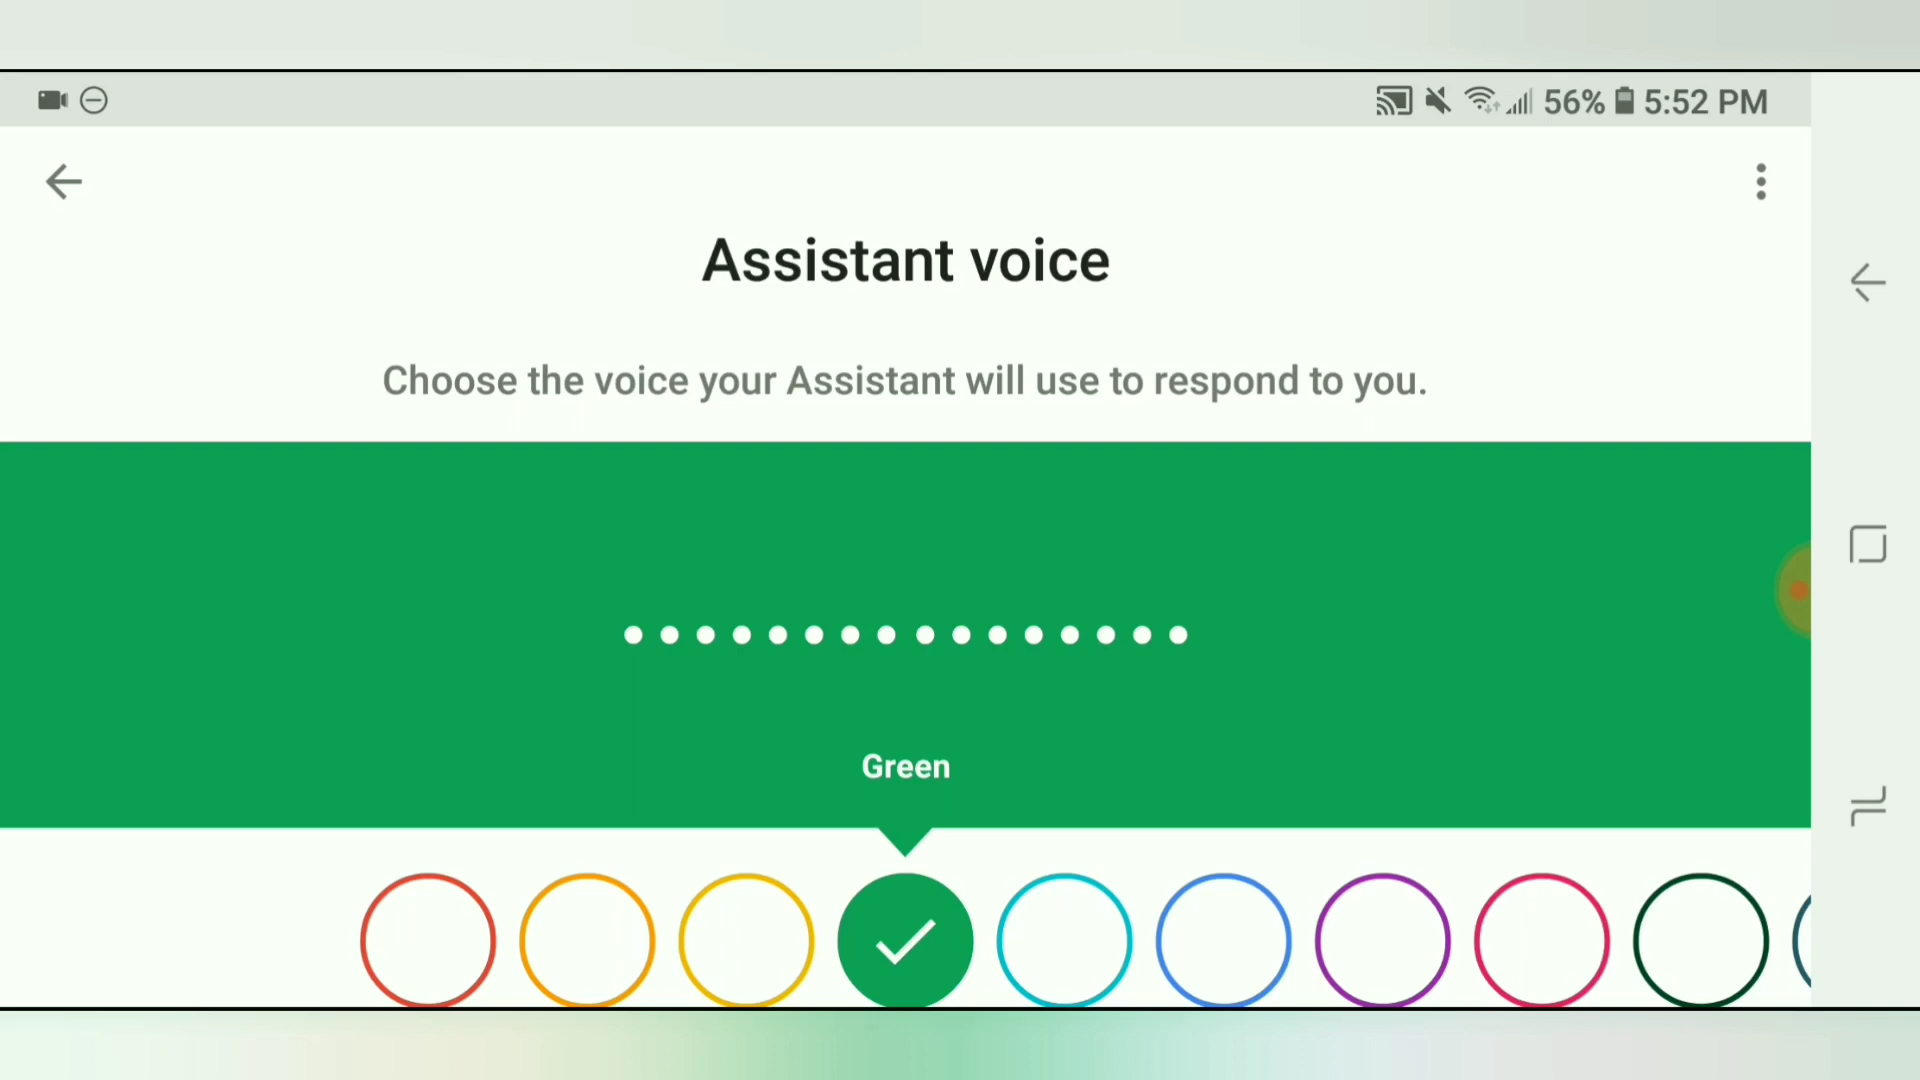 56% 5:52 PM
Assistant voice
Choose the voice your Assistant will use to respond to you.
Green